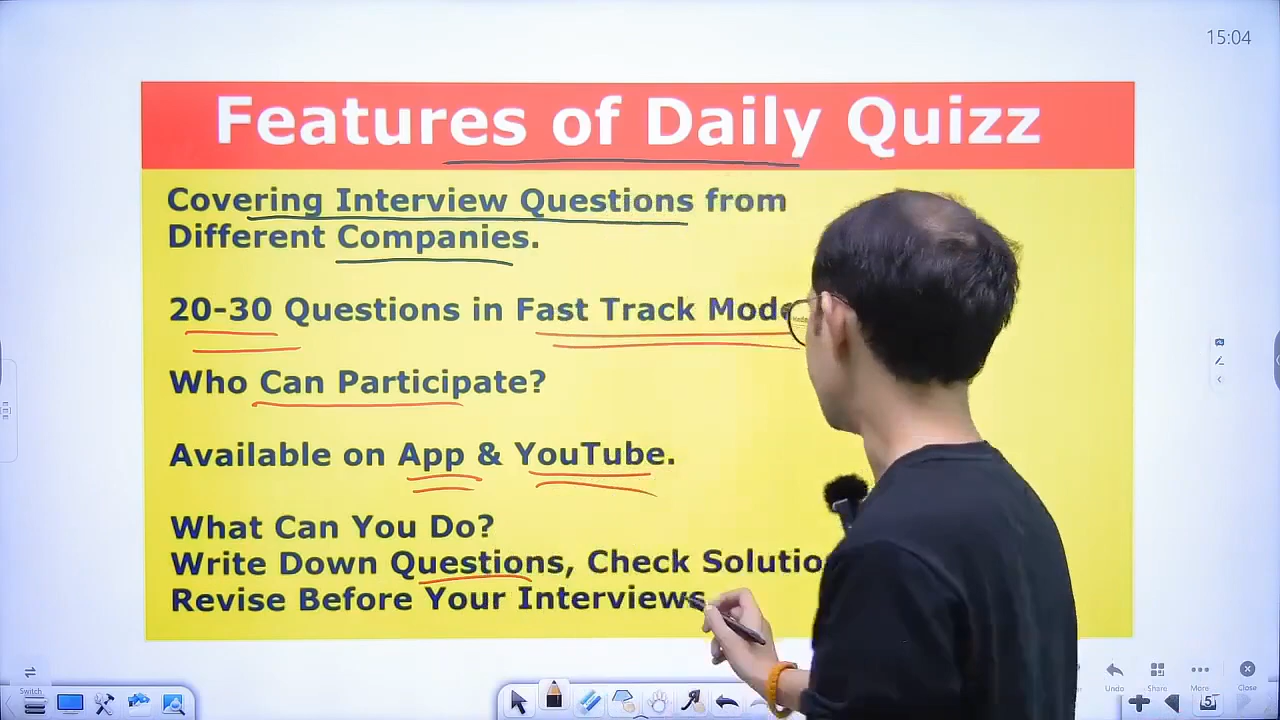 15:04
Features of Daily Quizz
Covering Interview Questions from
Different Companies.
20-30 Questions in Fast Track
Who Can Participate?
Available on App & YouTube.
What Can You Do?
Write Down Questions, Check
Revise Before Your Interviews
Switch
Undo
Share
More
Close